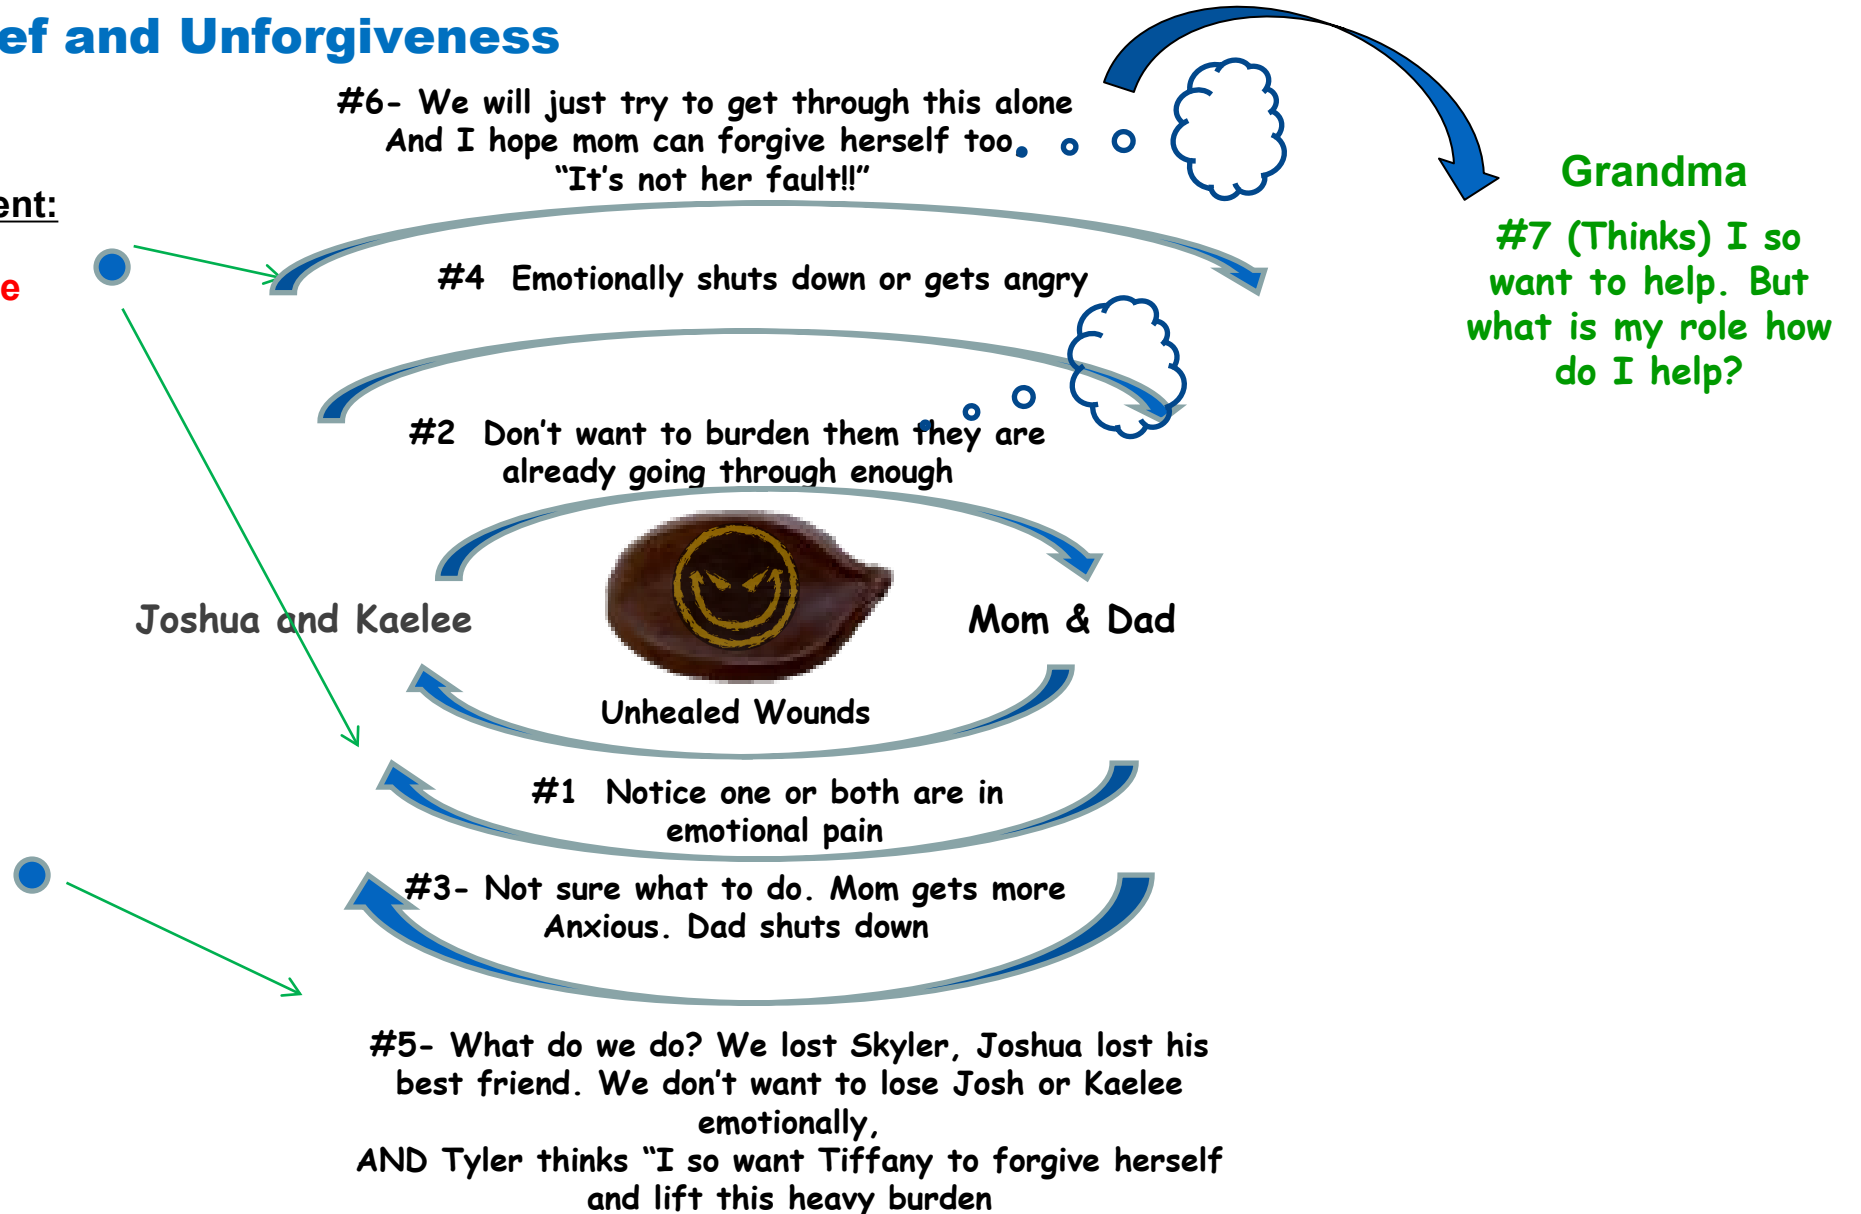 ef and Unforgiveness
#6- We will just try to get through this alone
And I hope mom can forgive herself too.
“It’s not her fault!!”
ent:
e
#4 Emotionally shuts down or gets angry
Grandma
#7 (Thinks) I so
want to help. But
what is my role how
do I help?
#2 Don’t want to burden them they are
already going through enough
Joshua and Kaelee
Mom & Dad
Unhealed Wounds
#1 Notice one or both are in
emotional pain
#3- Not sure what to do. Mom gets more
Anxious. Dad shuts down
#5- What do we do? We lost Skyler, Joshua lost his
best friend. We don’t want to lose Josh or Kaelee
emotionally,
AND Tyler thinks “I so want Tiffany to forgive herself
and lift this heavy burden